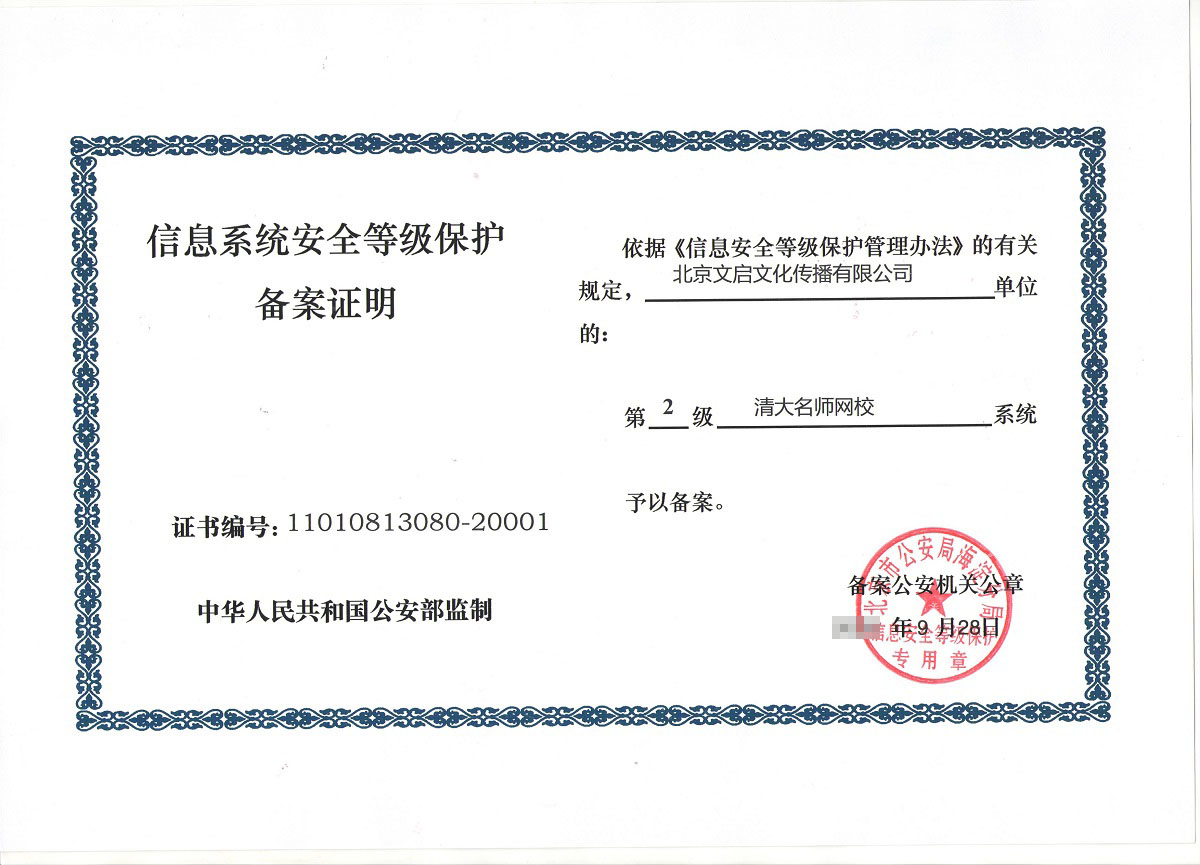 信息系统安全等级保护
备案证明
证书编号：11010813080-20001
中华人民共和国公安部监制
依据《信息安全等级保护管理办法》的有关
规定，北京文启文化传播有限公司单位
的：
第2级 清大名师网校系统
予以备案。
备案公安机关公章
年9月28日
北京市公安局海淀分局
信息安全等级保护
专用章